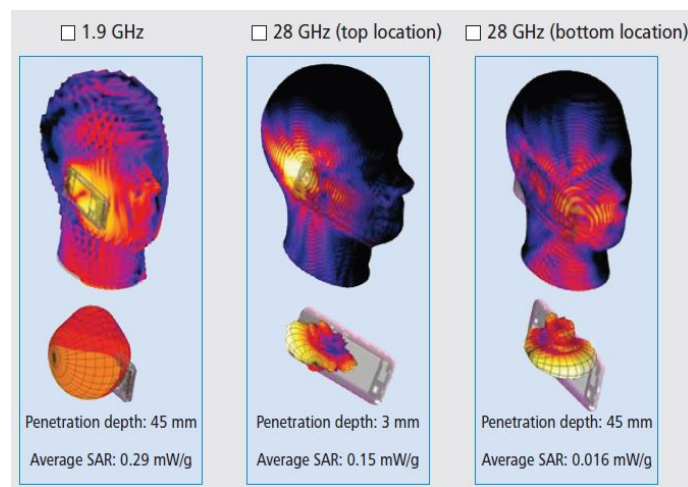 1.9 GHz
28 GHz (top location)
28 GHz (bottom location)
Penetration depth: 45 mm
Average SAR: 0.29 mW/g
Penetration depth: 3 mm
Average SAR: 0.15 mW/g
Penetration depth: 45 mm
Average SAR: 0.016 mW/g